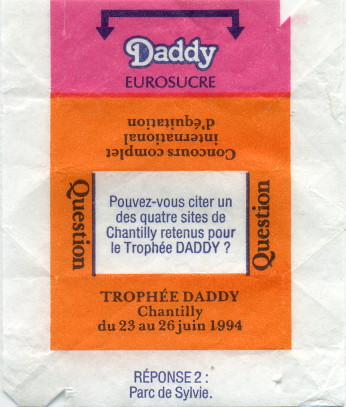 Daddy
EUROSUCRE
Concours complet
international
d'équitation
Question
Pouvez-vous citer un
des quatre sites de
Chantilly retenus pour
le Trophée DADDY ?
Question
TROPHÉE DADDY
Chantilly
du 23 au 26 juin 1994
RÉPONSE 2 :
Parc de Sylvie.